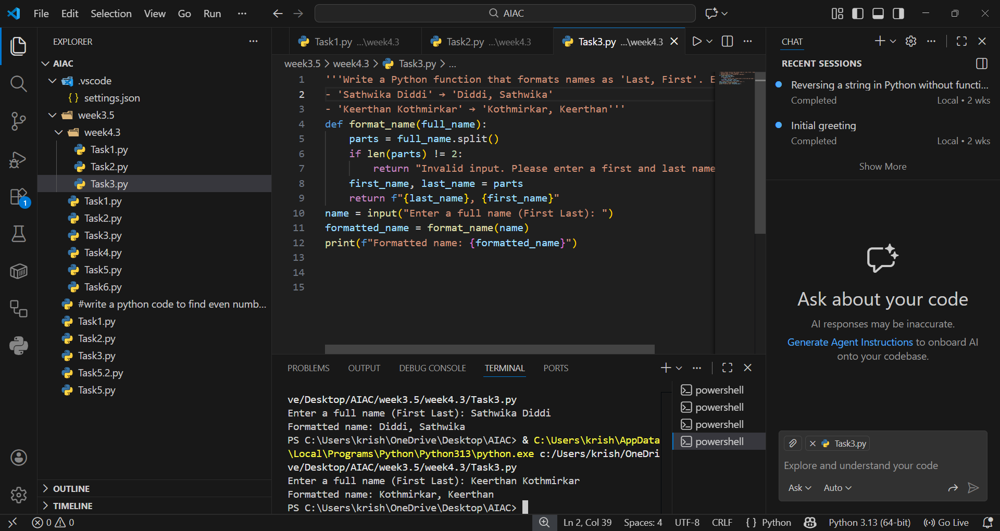 File Edit Selection View Go Run ··· AIAC
EXPLORER ···
AIAC
.vscode
{ } settings.json
week3.5
week4.3
Task1.py
Task2.py
Task3.py
Task1.py
Task2.py
Task3.py
Task4.py
Task5.py
Task6.py
#write a python code to find even numb...
Task1.py
Task2.py
Task3.py
Task5.2.py
Task5.py
OUTLINE
TIMELINE
1
Task1.py ...\week4.3 Task2.py ...\week4.3 Task3.py ...\week4.3
week3.5 > week4.3 > Task3.py > ...
1 '''Write a Python function that formats names as 'Last, First'. E
2 - 'Sathwika Diddi' → 'Diddi, Sathwika'
3 - 'Keerthan Kothmirkar' → 'Kothmirkar, Keerthan'''
4 def format_name(full_name):
5 parts = full_name.split()
6 if len(parts) != 2:
7 return "Invalid input. Please enter a first and last name
8 first_name, last_name = parts
9 return f"{last_name}, {first_name}"
10 name = input("Enter a full name (First Last): ")
11 formatted_name = format_name(name)
12 print(f"Formatted name: {formatted_name}")
13
14
15
PROBLEMS OUTPUT DEBUG CONSOLE TERMINAL PORTS
ve/Desktop/AIAC/week3.5/week4.3/Task3.py
Enter a full name (First Last): Sathwika Diddi
Formatted name: Diddi, Sathwika
PS C:\Users\krish\OneDrive\Desktop\AIAC> & C:\Users\krish\AppData
\Local\Programs\Python\Python313\python.exe c:/Users/krish/OneDri
ve/Desktop/AIAC/week3.5/week4.3/Task3.py
Enter a full name (First Last): Keerthan Kothmirkar
Formatted name: Kothmirkar, Keerthan
PS C:\Users\krish\OneDrive\Desktop\AIAC>
powershell
powershell
powershell
powershell
CHAT
RECENT SESSIONS
Reversing a string in Python without functi...
Completed Local • 2 wks
Initial greeting
Completed Local • 2 wks
Show More
Ask about your code
AI responses may be inaccurate.
Generate Agent Instructions to onboard AI
onto your codebase.
Task3.py
Explore and understand your code
Ask Auto
0 0 Ln 2, Col 39 Spaces: 4 UTF-8 CRLF { } Python Python 3.13 (64-bit) Go Live